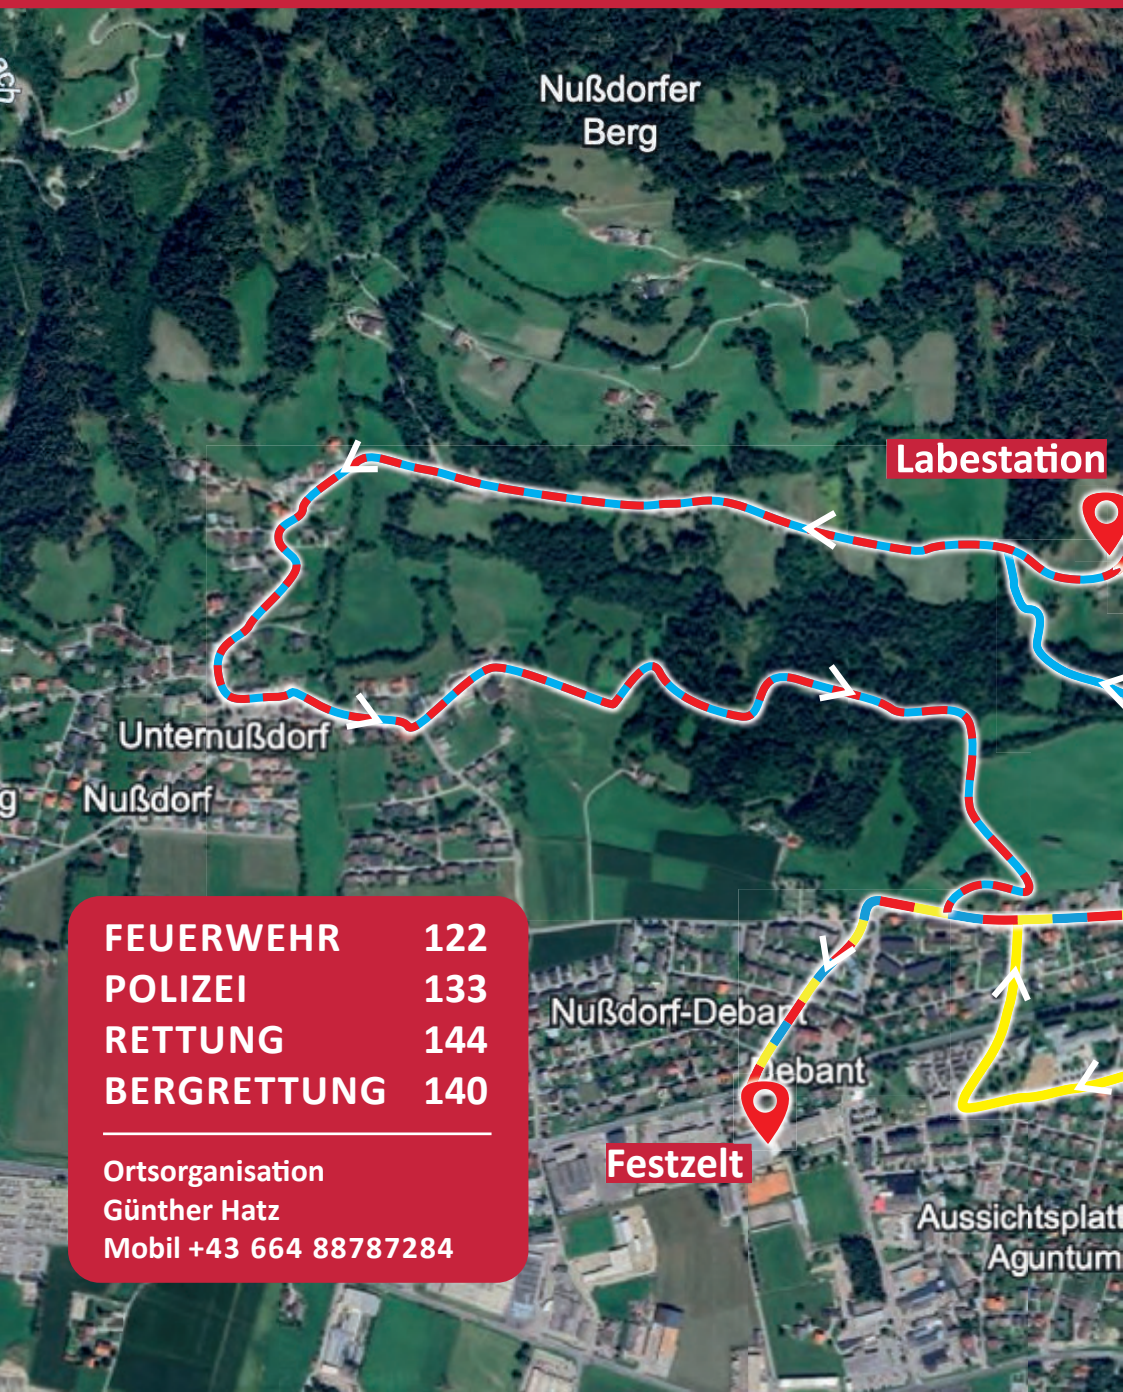 ach
Nußdorfer
Berg
Labestation
Unternußdorf
g
Nußdorf
FEUERWEHR 122
POLIZEI 133
RETTUNG 144
BERGRETTUNG 140
Ortsorganisation
Günther Hatz
Mobil +43 664 88787284
Nußdorf-Debant
Debant
Festzelt
Aussichtsplatt
Aguntum